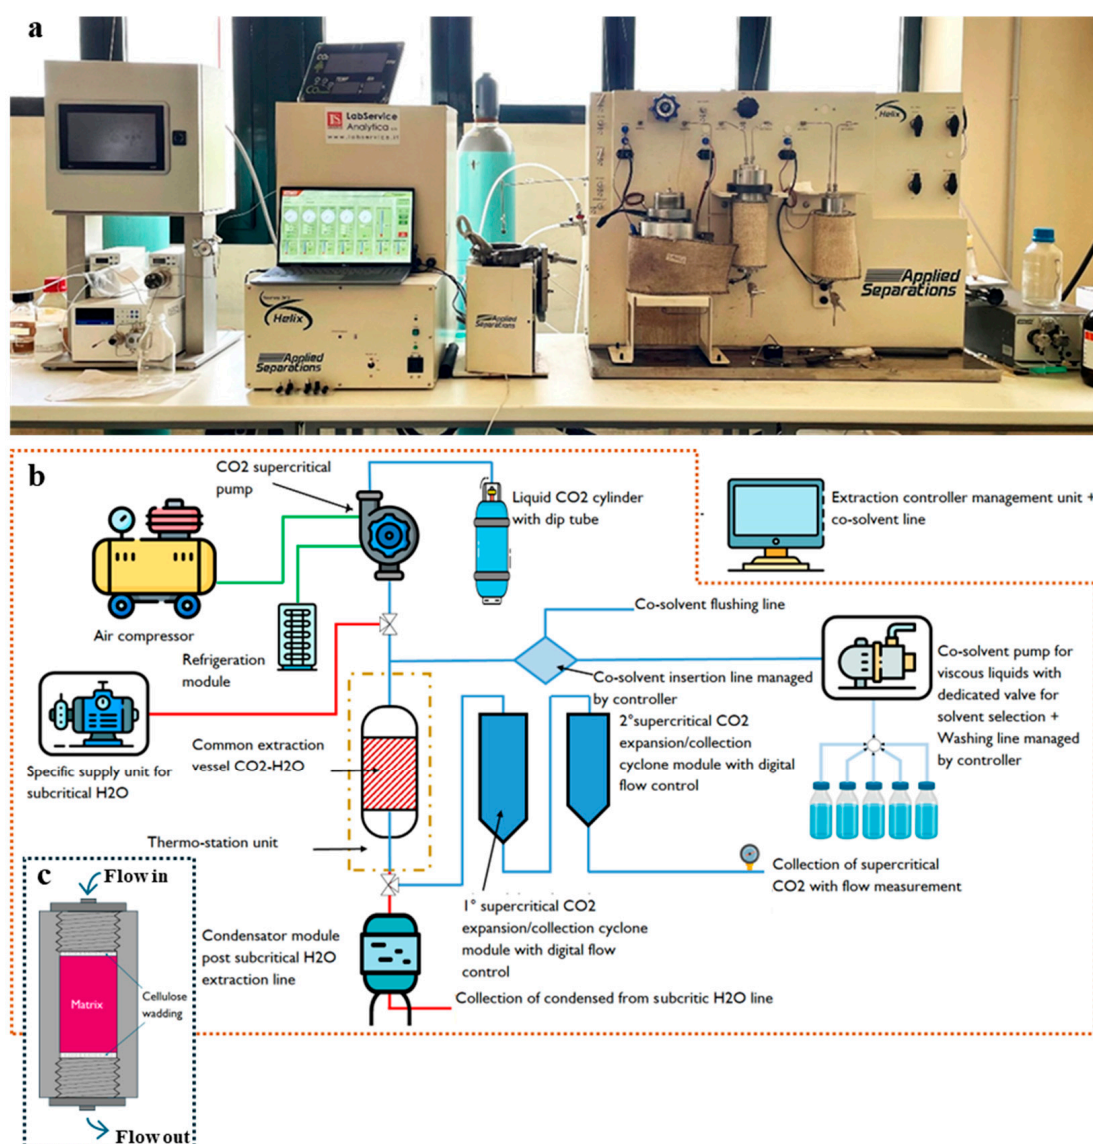 a
LabService
Analytica
www.labservice.it
Helix
Applied
Separations
Applied
Separations
Helix
Applied
Separations
b
CO2 supercritical
pump
Liquid CO2 cylinder
with dip tube
Extraction controller management unit +
co-solvent line
Air compressor
Refrigeration
module
Co-solvent flushing line
Co-solvent insertion line managed
by controller
Co-solvent pump for
viscous liquids with
dedicated valve for
solvent selection +
Washing line managed
by controller
Specific supply unit for
subcritical H2O
Common extraction
vessel CO2-H2O
2°supercritical CO2
expansion/collection
cyclone module with digital
flow control
Thermo-station unit
Collection of supercritical
CO2 with flow measurement
1° supercritical CO2
expansion/collection cyclone
module with digital flow
control
Condensator module
post subcritical H2O
extraction line
Collection of condensed from subcritic H2O line
c
Flow in
Matrix
Cellulose
wadding
Flow out